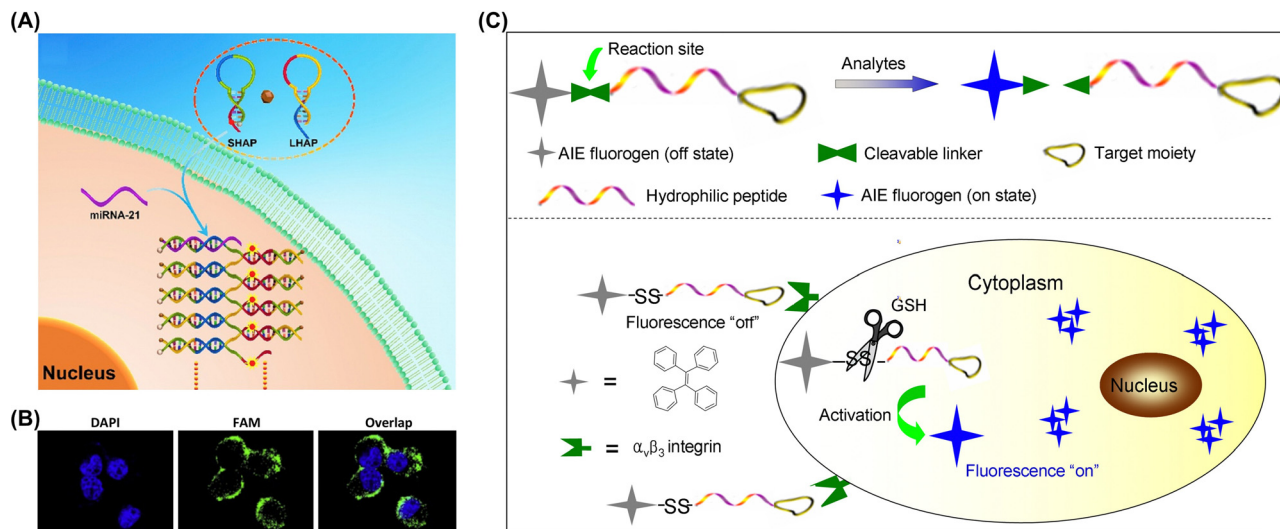 (A)
SHAP
LHAP
miRNA-21
Nucleus
(B)
DAPI
FAM
Overlap
(C)
Reaction site
Analytes
AIE fluorogen (off state)
Cleavable linker
Target moiety
Hydrophilic peptide
AIE fluorogen (on state)
-SS-
Fluorescence “off”
=
= αvβ3 integrin
-SS-
Cytoplasm
GSH
-SS-
Activation
Fluorescence “on”
Nucleus